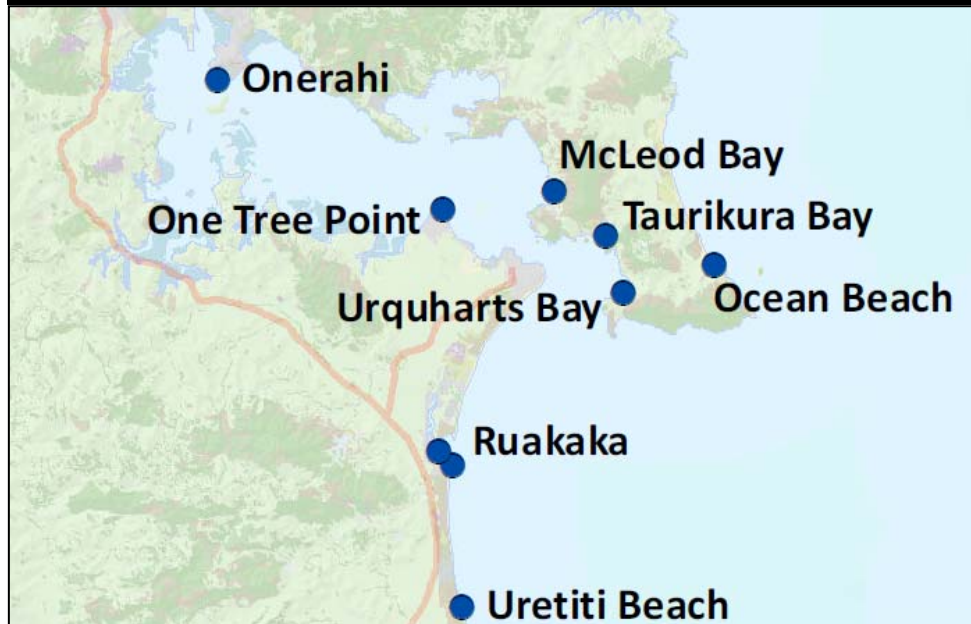 Onerahi
McLeod Bay
One Tree Point
Taurikura Bay
Urquharts Bay
Ocean Beach
Ruakaka
Uretiti Beach